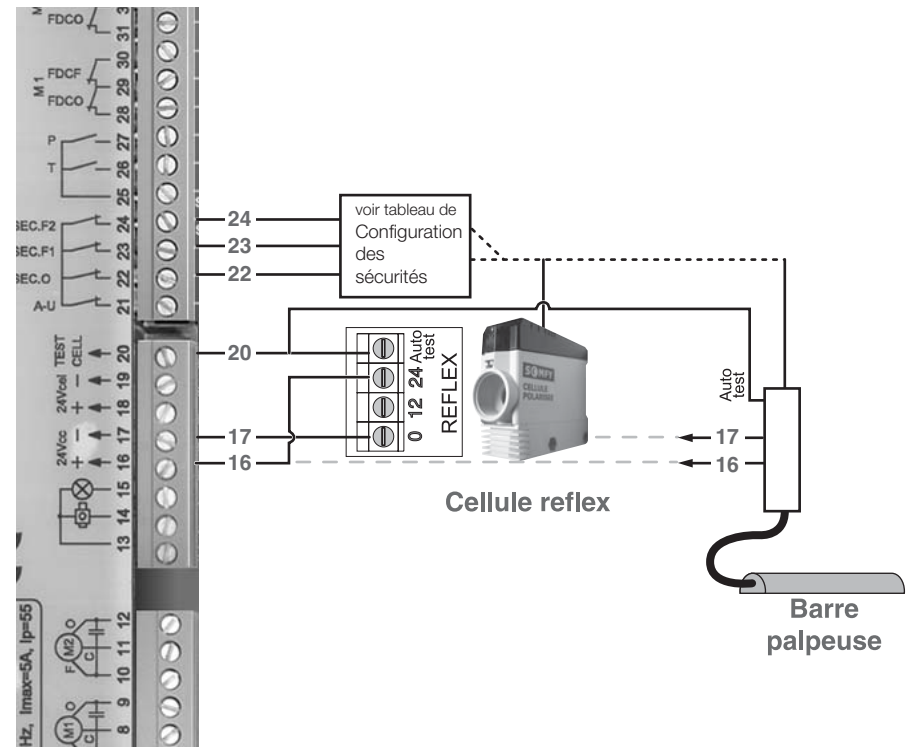 M
FDCO
31
3
30
FDCF
29
M1
FDCO
28
P
27
T
26
25
SEC.F2
24
SEC.F1
23
SEC.O
22
A-U
21
TEST
CELL
20
24Vcel
- 19
+ 18
24Vcc
- 17
+ 16
15
14
13
12
M2
F
C
11
10
9
M1
C
8
Hz, Imax=5A, Ip=55
24
23
22
voir tableau de
Configuration
des
sécurités
20
17
16
0 12 24 Auto
test
REFLEX
SOMFY
CELLULE
POLARISEE
Cellule reflex
Auto
test
17
16
Barre
palpeuse